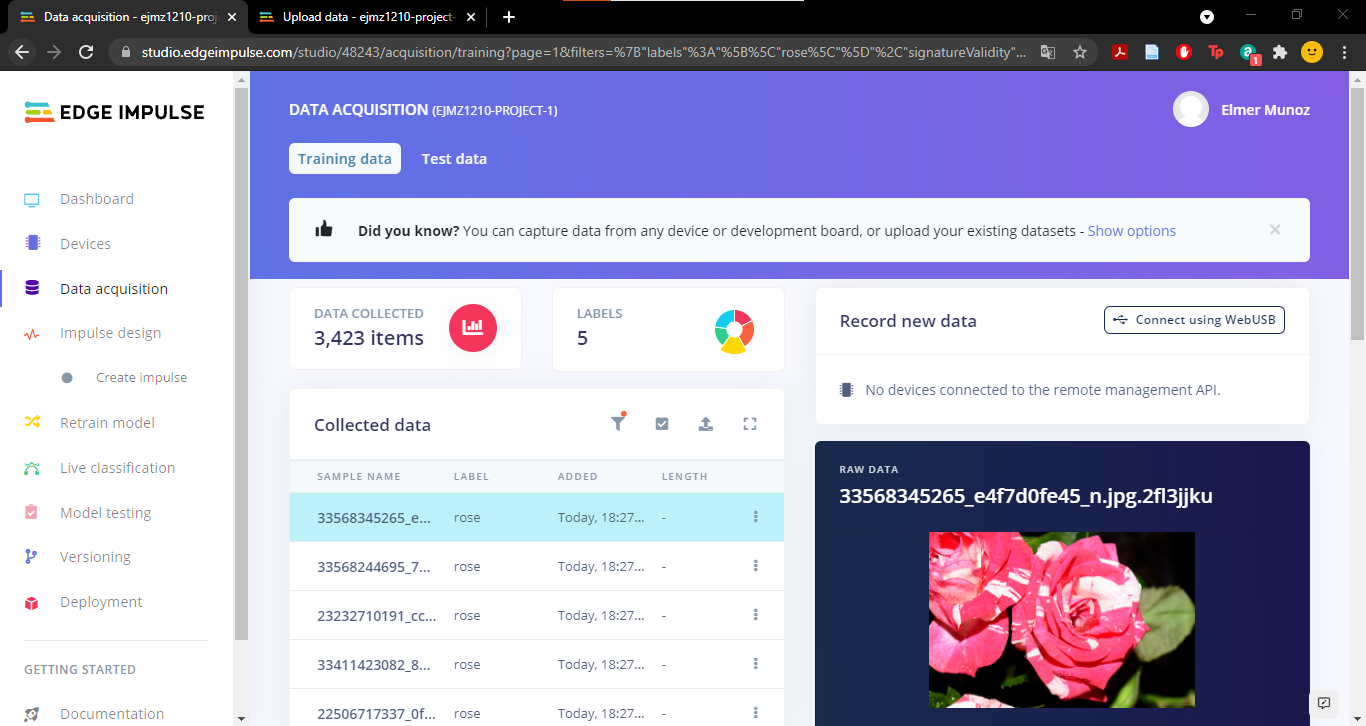 Data acquisition - ejmz1210-proj
Upload data - ejmz1210-project-
studio.edgeimpulse.com/studio/48243/acquisition/training?page=1&filters=%7B"labels"%3A"%5B%5C"rose%5C"%5D"%2C"signatureValidity"...
1
EDGE IMPULSE
DATA ACQUISITION (EJMZ1210-PROJECT-1)
Elmer Munoz
Training data
Test data
Did you know? You can capture data from any device or development board, or upload your existing datasets - Show options
Dashboard
Devices
Data acquisition
Impulse design
Create impulse
Retrain model
Live classification
Model testing
Versioning
Deployment
GETTING STARTED
Documentation
DATA COLLECTED
3,423 items
LABELS
5
Record new data
Connect using WebUSB
No devices connected to the remote management API.
Collected data
SAMPLE NAME LABEL ADDED LENGTH
33568345265_e... rose Today, 18:27... -
33568244695_7... rose Today, 18:27... -
23232710191_cc... rose Today, 18:27... -
33411423082_8... rose Today, 18:27... -
22506717337_0f... rose Today, 18:27... -
RAW DATA
33568345265_e4f7d0fe45_n.jpg.2fl3jjku